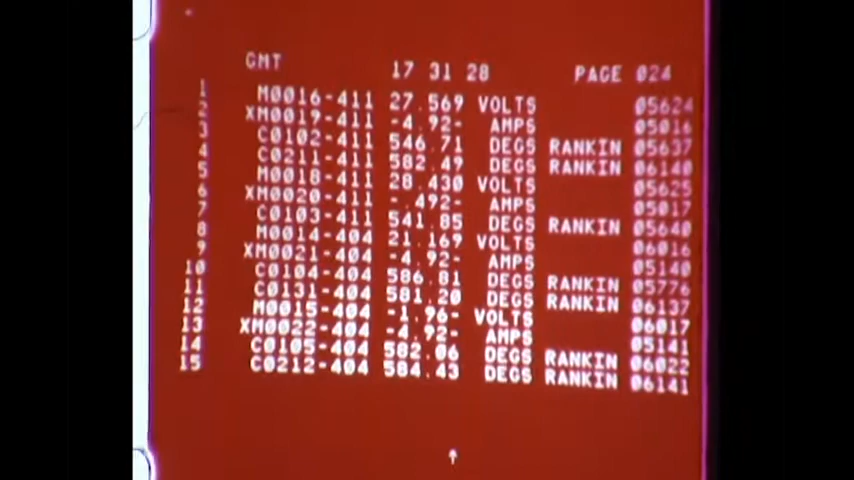 GMT 17 31 28 PAGE 024
1 M0016-411 27.569 VOLTS 05624
2 XM0019-411 -4.92- AMPS 05016
3 C0102-411 546.71 DEGS RANKIN 05637
4 C0211-411 582.49 DEGS RANKIN 06140
5 M0018-411 28.430 VOLTS 05625
6 XM0020-411 -.492- AMPS 05017
7 C0103-411 541.85 DEGS RANKIN 05640
8 M0014-404 21.169 VOLTS 06016
9 XM0021-404 -4.92- AMPS 05140
10 C0104-404 586.81 DEGS RANKIN 05776
11 C0131-404 581.20 DEGS RANKIN 06137
12 M0015-404 -1.96- VOLTS 06017
13 XM0022-404 -4.92- AMPS 05141
14 C0105-404 582.06 DEGS RANKIN 06022
15 C0212-404 584.43 DEGS RANKIN 06141